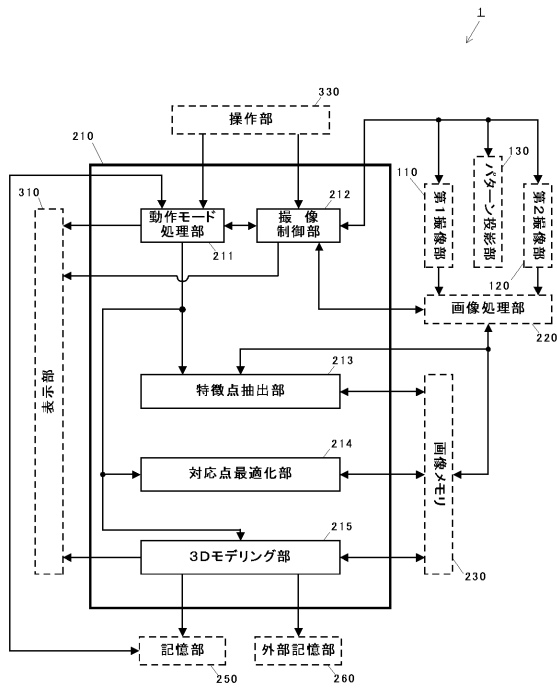 1
330
操作部
210
310
110
第1撮像部
130
パターン投影部
第2撮像部
120
212
動作モード
処理部
211
撮像
制御部
画像処理部
220
表示部
213
特徴点抽出部
214
対応点最適化部
画像メモリ
215
3Dモデリング部
230
記憶部
250
外部記憶部
260